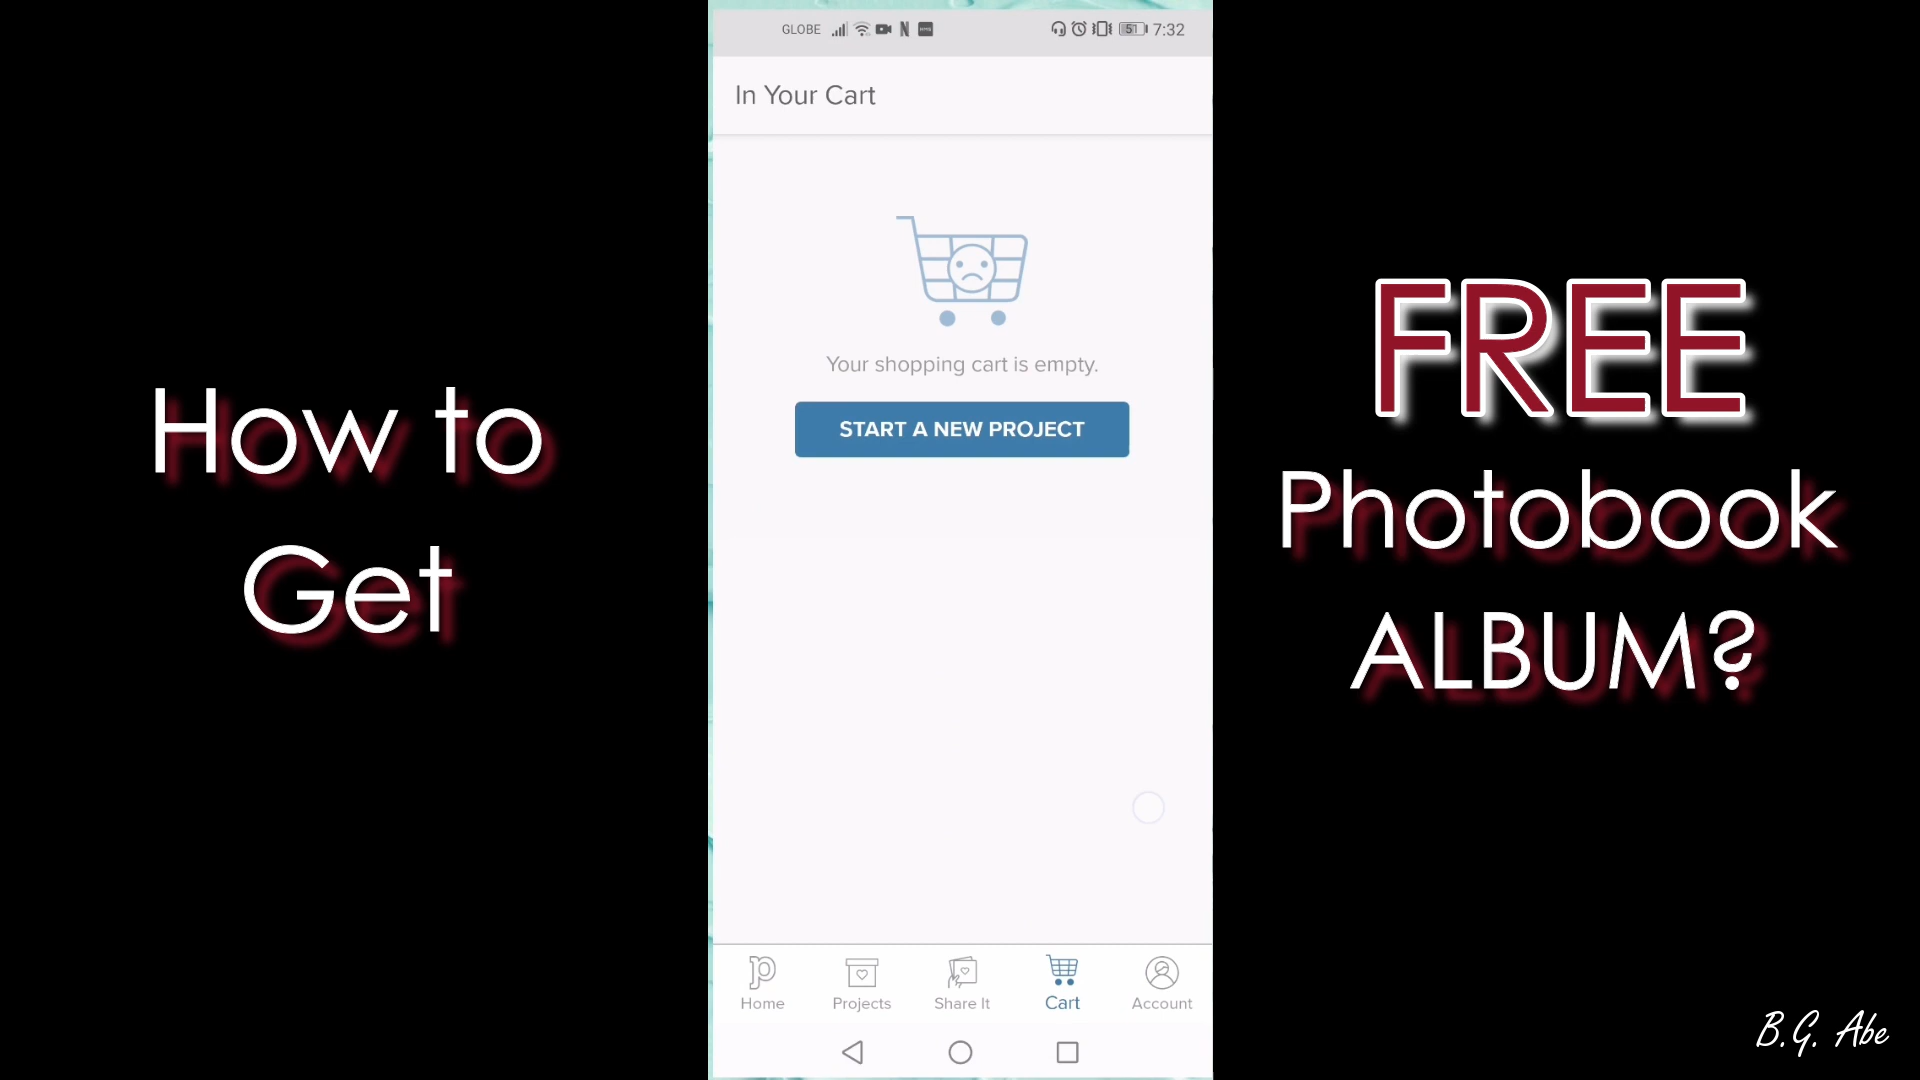 How to
Get
GLOBE
51
7:32
In Your Cart
Your shopping cart is empty.
START A NEW PROJECT
Home
Projects
Share It
Cart
Account
FREE
Photobook
ALBUM?
B.G. Abe